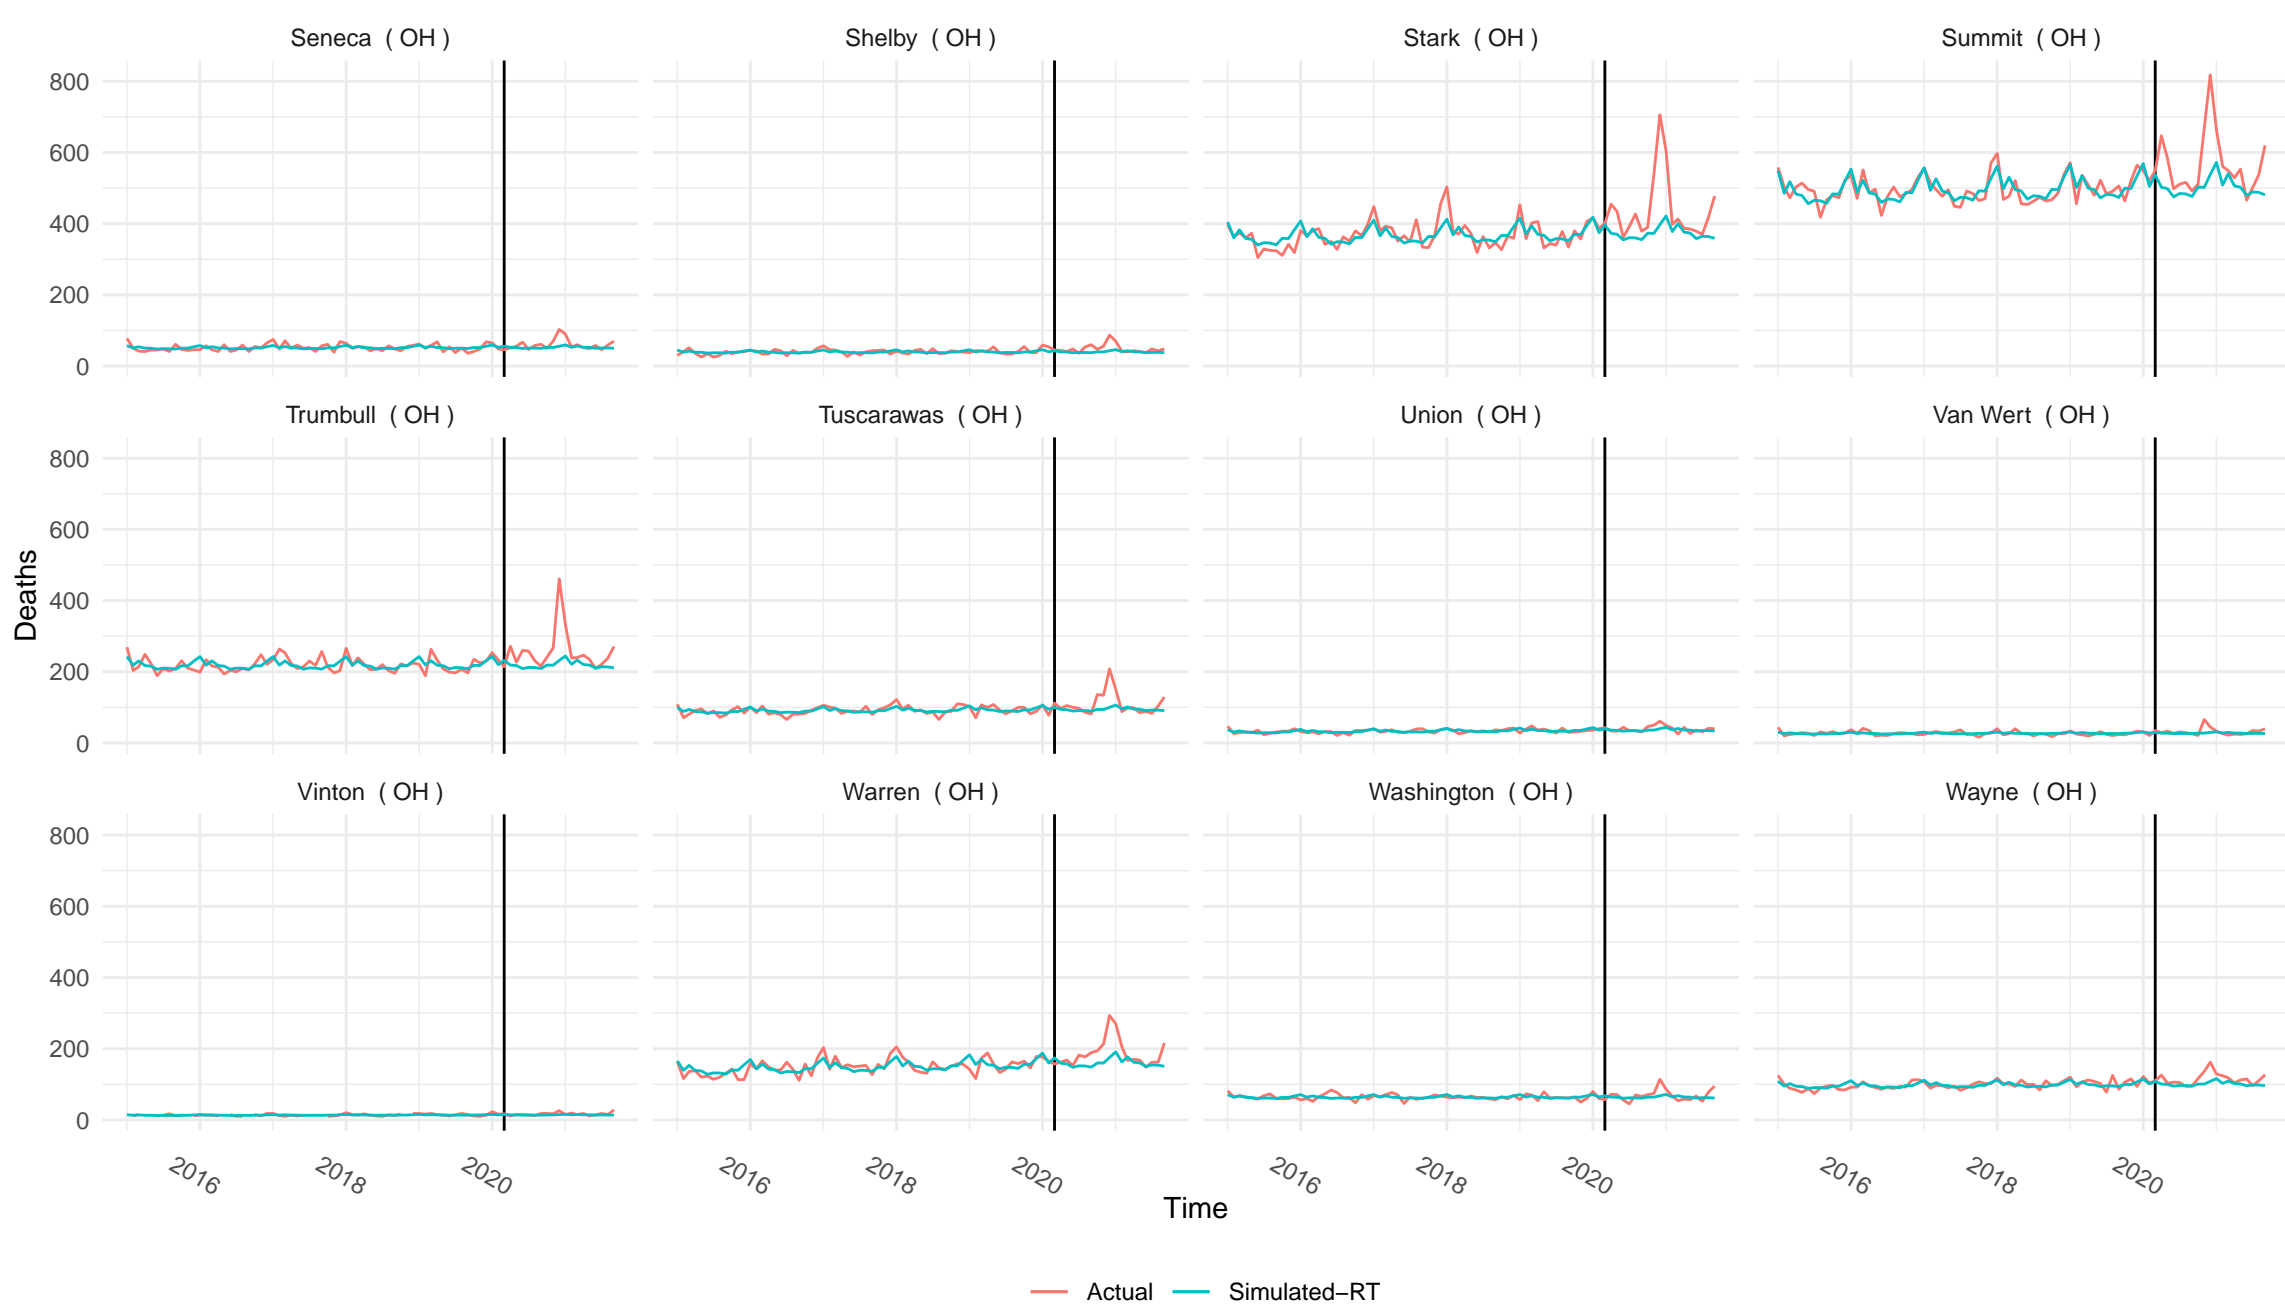 Seneca ( OH )
Shelby ( OH )
Stark ( OH )
Summit ( OH )
800
600
400
200
0
Trumbull ( OH )
Tuscarawas ( OH )
Union ( OH )
Van Wert ( OH )
800
600
400
200
0
Deaths
Vinton ( OH )
Warren ( OH )
Washington ( OH )
Wayne ( OH )
800
600
400
200
0
2016 2018 2020
2016 2018 2020
2016 2018 2020
2016 2018 2020
Time
Actual Simulated−RT